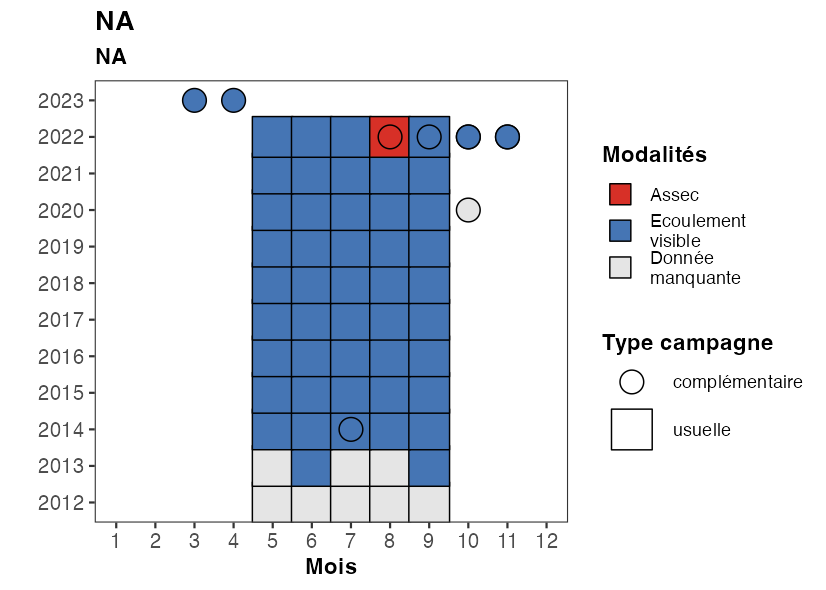 NA
NA
2023
2022
2021
2020
2019
2018
2017
2016
2015
2014
2013
2012
1 2 3 4 5 6 7 8 9 10 11 12
Mois
Modalités
Assec
Ecoulement
visible
Donnée
manquante
Type campagne
complémentaire
usuelle